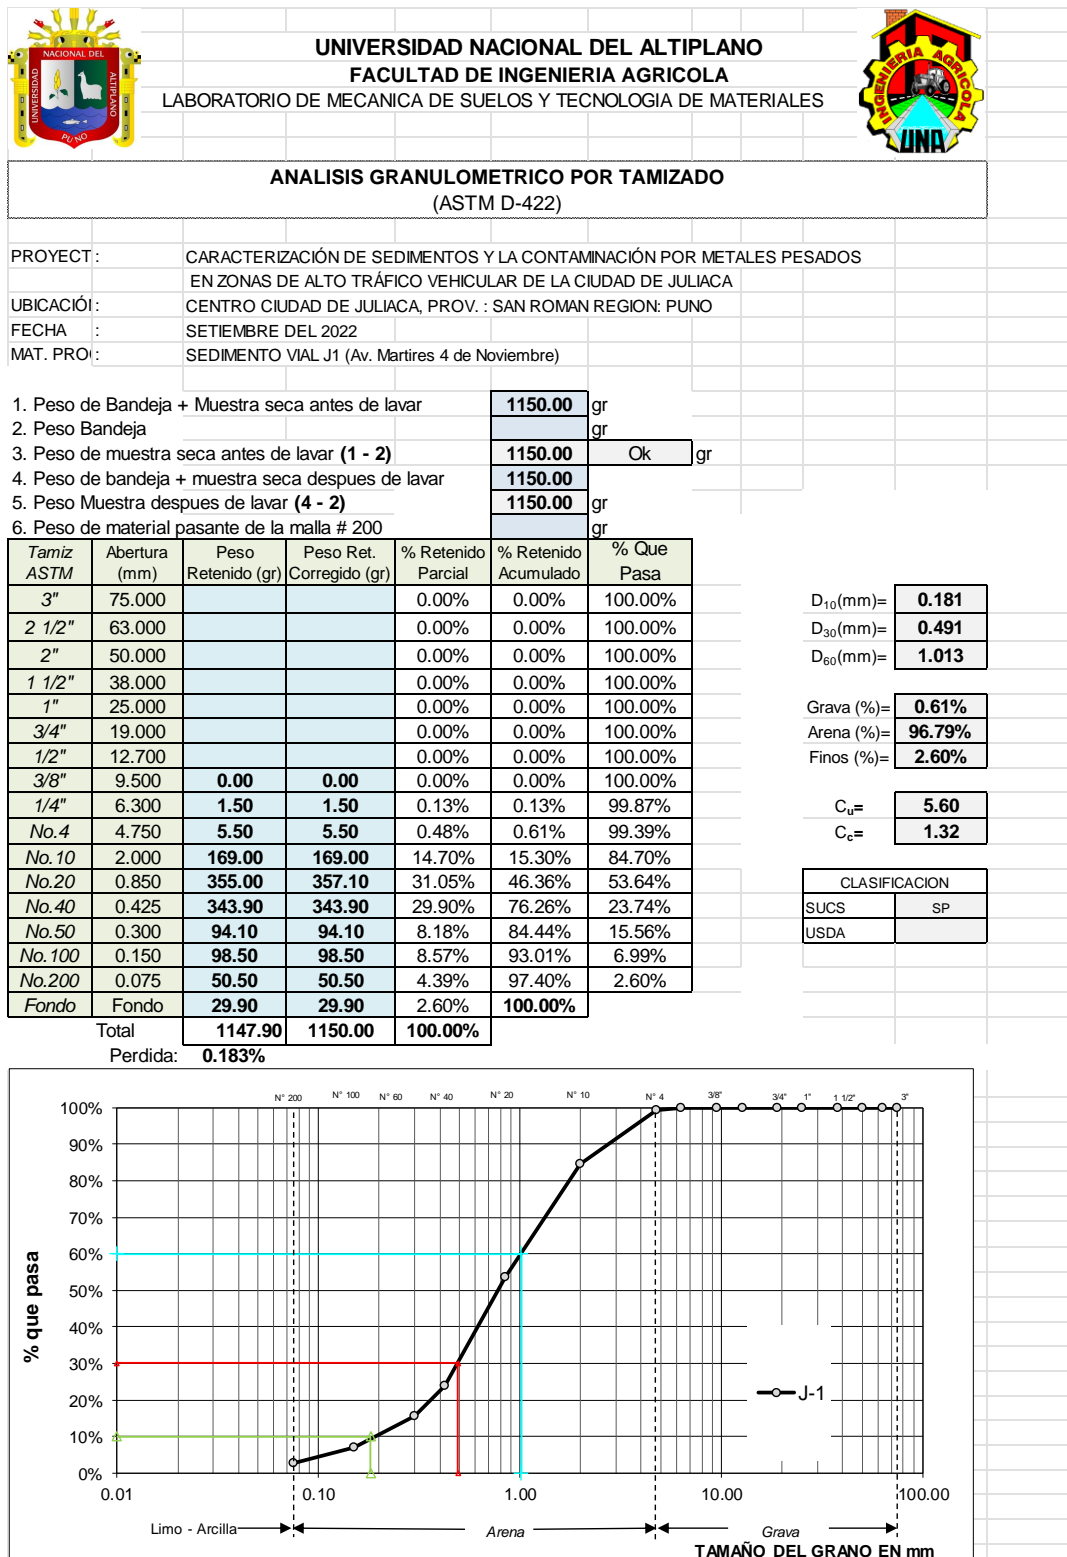 NACIONAL DEL
UNIVERSIDAD
ALTIPLANO
PUNO
UNIVERSIDAD NACIONAL DEL ALTIPLANO
FACULTAD DE INGENIERIA AGRICOLA
LABORATORIO DE MECANICA DE SUELOS Y TECNOLOGIA DE MATERIALES
INGENIERIA AGRICOLA
UNA
ANALISIS GRANULOMETRICO POR TAMIZADO
(ASTM D-422)
PROYECT : CARACTERIZACIÓN DE SEDIMENTOS Y LA CONTAMINACIÓN POR METALES PESADOS
EN ZONAS DE ALTO TRÁFICO VEHICULAR DE LA CIUDAD DE JULIACA
UBICACIÓ : CENTRO CIUDAD DE JULIACA, PROV. : SAN ROMAN REGION: PUNO
FECHA : SETIEMBRE DEL 2022
MAT. PRO : SEDIMENTO VIAL J1 (Av. Martires 4 de Noviembre)
1. Peso de Bandeja + Muestra seca antes de lavar 1150.00 gr
2. Peso Bandeja gr
3. Peso de muestra seca antes de lavar (1 - 2) 1150.00 Ok gr
4. Peso de bandeja + muestra seca despues de lavar 1150.00
5. Peso Muestra despues de lavar (4 - 2) 1150.00 gr
6. Peso de material pasante de la malla # 200 gr
Tamiz Abertura Peso Peso Ret. % Retenido % Retenido % Que
ASTM (mm) Retenido (gr) Corregido (gr) Parcial Acumulado Pasa
3" 75.000 0.00% 0.00% 100.00% D10(mm)= 0.181
2 1/2" 63.000 0.00% 0.00% 100.00% D30(mm)= 0.491
2" 50.000 0.00% 0.00% 100.00% D60(mm)= 1.013
1 1/2" 38.000 0.00% 0.00% 100.00%
1" 25.000 0.00% 0.00% 100.00% Grava (%)= 0.61%
3/4" 19.000 0.00% 0.00% 100.00% Arena (%)= 96.79%
1/2" 12.700 0.00% 0.00% 100.00% Finos (%)= 2.60%
3/8" 9.500 0.00 0.00 0.00% 0.00% 100.00%
1/4" 6.300 1.50 1.50 0.13% 0.13% 99.87% Cu= 5.60
No.4 4.750 5.50 5.50 0.48% 0.61% 99.39% Cc= 1.32
No.10 2.000 169.00 169.00 14.70% 15.30% 84.70%
No.20 0.850 355.00 357.10 31.05% 46.36% 53.64% CLASIFICACION
No.40 0.425 343.90 343.90 29.90% 76.26% 23.74% SUCS SP
No.50 0.300 94.10 94.10 8.18% 84.44% 15.56% USDA
No.100 0.150 98.50 98.50 8.57% 93.01% 6.99%
No.200 0.075 50.50 50.50 4.39% 97.40% 2.60%
Fondo Fondo 29.90 29.90 2.60% 100.00%
Total 1147.90 1150.00 100.00%
Perdida: 0.183%
N° 200 N° 100 N° 60 N° 40 N° 20 N° 10 N° 4 3/8" 3/4" 1" 1 1/2" 3"
100%
90%
80%
70%
60%
50%
40%
30%
20%
10%
0%
% que pasa
J-1
0.01 0.10 1.00 10.00 100.00
Limo - Arcilla Arena Grava
TAMAÑO DEL GRANO EN mm